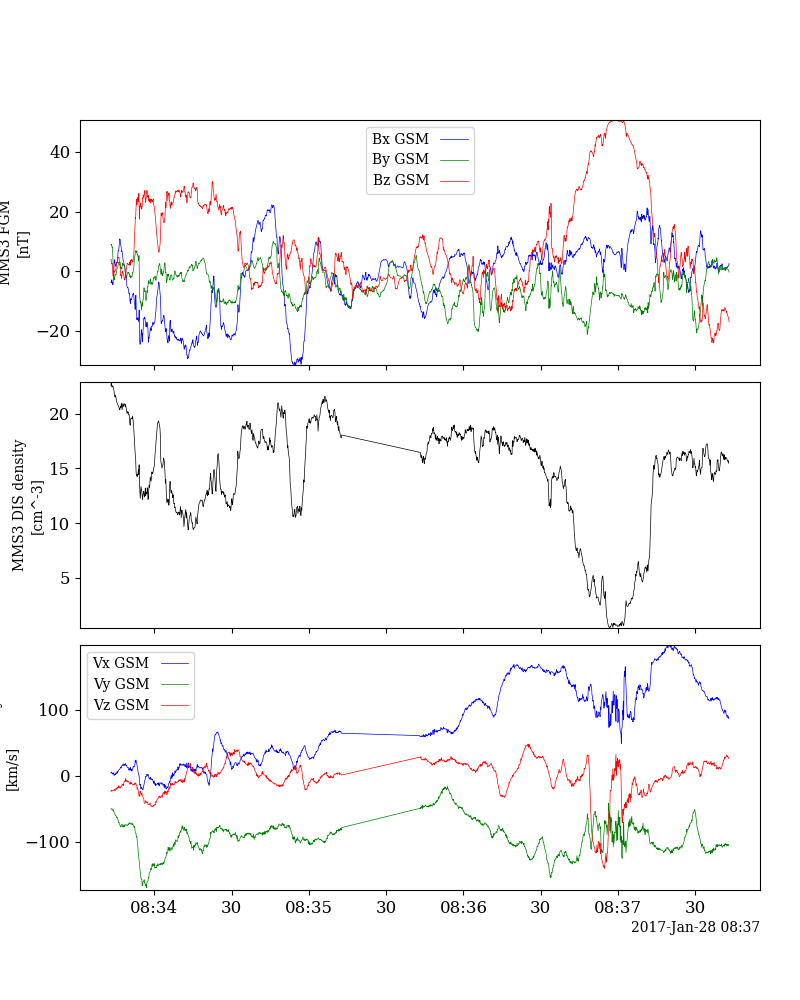 MMS3 FGM
[nT]
40
20
0
−20
Bx GSM
By GSM
Bz GSM
MMS3 DIS density
[cm^-3]
20
15
10
5
[km/s]
100
0
−100
Vx GSM
Vy GSM
Vz GSM
08:34
30
08:35
30
08:36
30
08:37
30
2017-Jan-28 08:37